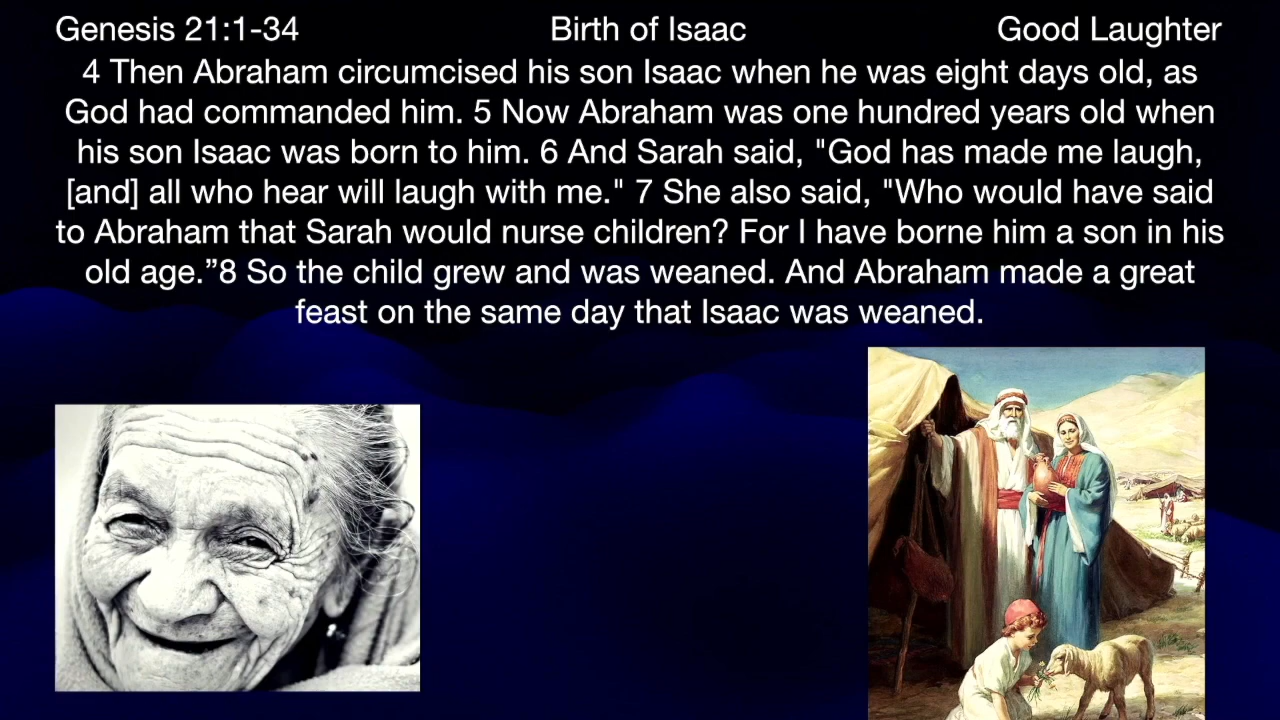 Genesis 21:1-34 Birth of Isaac Good Laughter
4 Then Abraham circumcised his son Isaac when he was eight days old, as
God had commanded him. 5 Now Abraham was one hundred years old when
his son Isaac was born to him. 6 And Sarah said, "God has made me laugh,
[and] all who hear will laugh with me." 7 She also said, "Who would have said
to Abraham that Sarah would nurse children? For I have borne him a son in his
old age.”8 So the child grew and was weaned. And Abraham made a great
feast on the same day that Isaac was weaned.